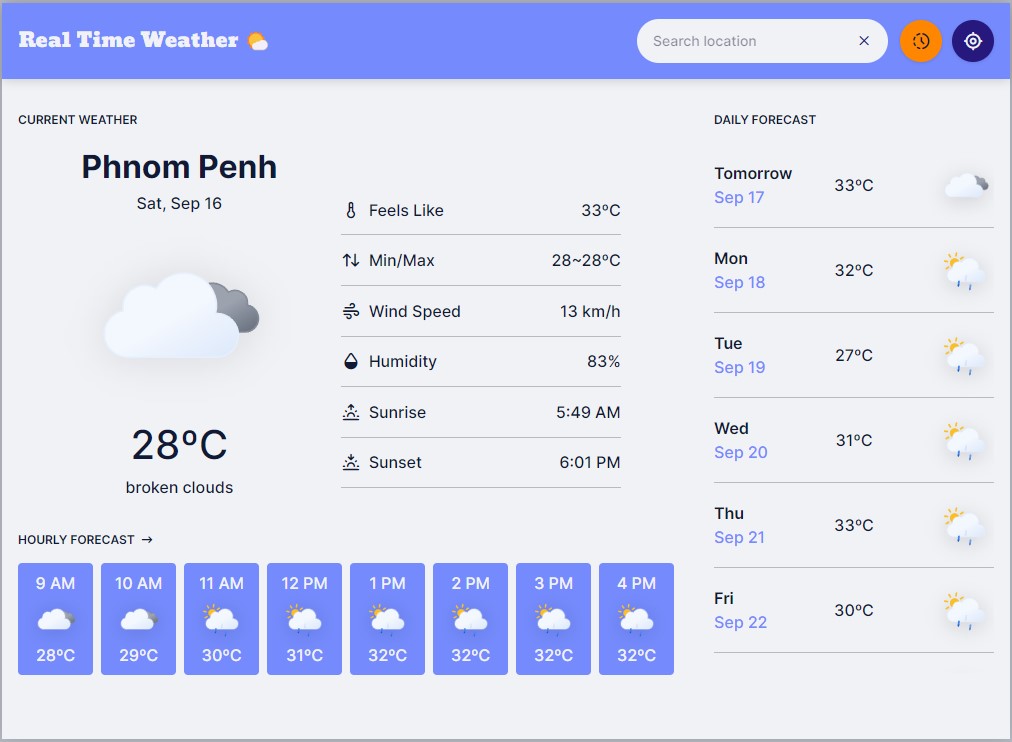 Real Time Weather
Search location
CURRENT WEATHER
Phnom Penh
Sat, Sep 16
28ºC
broken clouds
Feels Like 33ºC
Min/Max 28~28ºC
Wind Speed 13 km/h
Humidity 83%
Sunrise 5:49 AM
Sunset 6:01 PM
HOURLY FORECAST →
9 AM 10 AM 11 AM 12 PM 1 PM 2 PM 3 PM 4 PM
28ºC 29ºC 30ºC 31ºC 32ºC 32ºC 32ºC 32ºC
DAILY FORECAST
Tomorrow
Sep 17
33ºC
Mon
Sep 18
32ºC
Tue
Sep 19
27ºC
Wed
Sep 20
31ºC
Thu
Sep 21
33ºC
Fri
Sep 22
30ºC